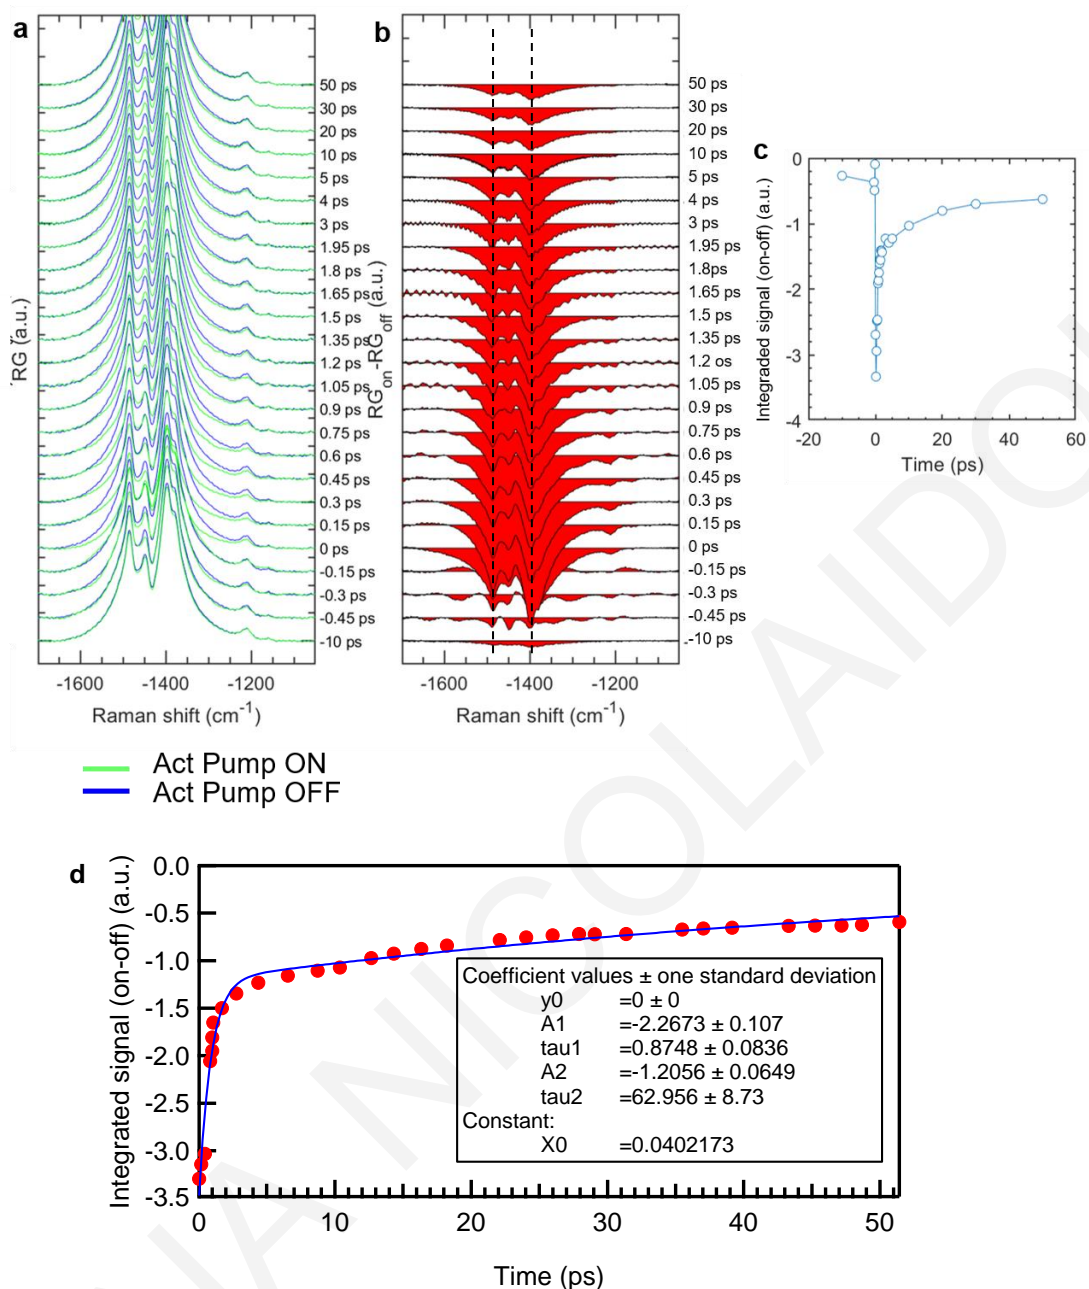 a
50 ps
30 ps
20 ps
10 ps
5 ps
4 ps
3 ps
1.95 ps
1.8 ps
1.65 ps
1.5 ps
1.35 ps
1.2 ps
1.05 ps
0.9 ps
0.75 ps
0.6 ps
0.45 ps
0.3 ps
0.15 ps
0 ps
-0.15 ps
-0.3 ps
-0.45 ps
-10 ps
RG (a.u.)
-1600 -1400 -1200
Raman shift (cm-1)
b
50 ps
30 ps
20 ps
10 ps
5 ps
4 ps
3 ps
1.95 ps
1.8ps
1.65 ps
1.5 ps
1.35 ps
1.2 os
1.05 ps
0.9 ps
0.75 ps
0.6 ps
0.45 ps
0.3 ps
0.15 ps
0 ps
-0.15 ps
-0.3 ps
-0.45 ps
-10 ps
RGon-RGoff (a.u.)
-1600 -1400 -1200
Raman shift (cm-1)
c
0
-1
-2
-3
-4
Integraded signal (on-off) (a.u.)
-20 0 20 40 60
Time (ps)
Act Pump ON
Act Pump OFF
d
0.0
-0.5
-1.0
-1.5
-2.0
-2.5
-3.0
-3.5
Integrated signal (on-off) (a.u.)
Coefficient values ± one standard deviation
y0 =0 ± 0
A1 =-2.2673 ± 0.107
tau1 =0.8748 ± 0.0836
A2 =-1.2056 ± 0.0649
tau2 =62.956 ± 8.73
Constant:
X0 =0.0402173
0 10 20 30 40 50
Time (ps)
NICOLAIDOU